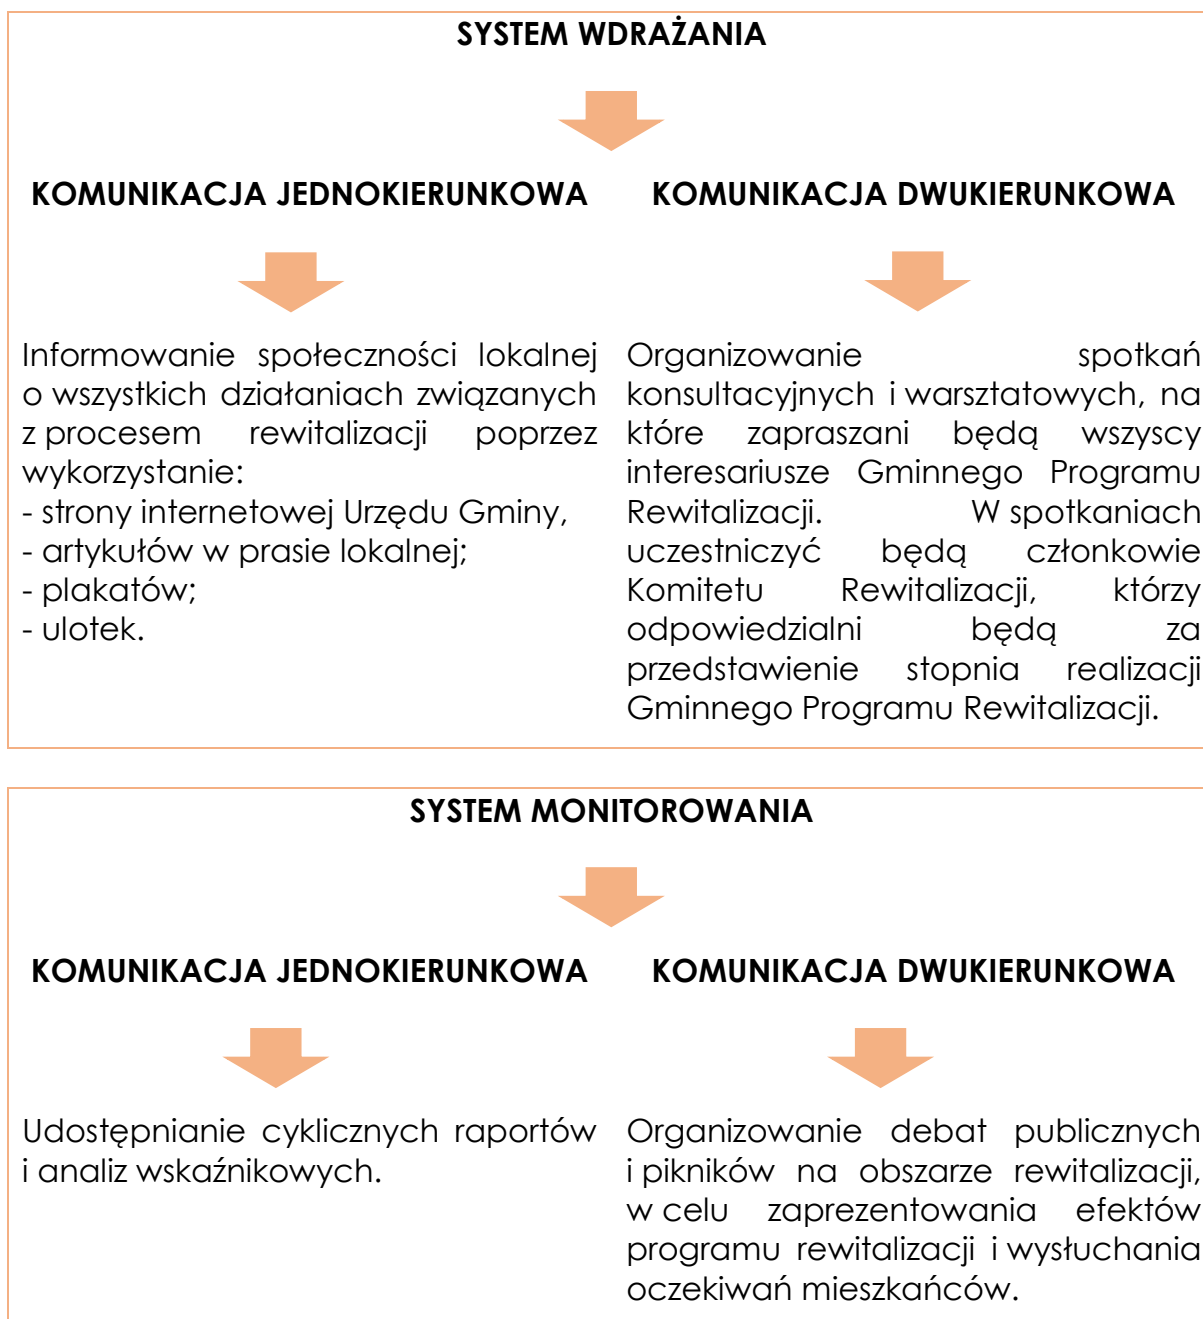 SYSTEM WDRAŻANIA
KOMUNIKACJA JEDNOKIERUNKOWA
Informowanie społeczności lokalnej
o wszystkich działaniach związanych
z procesem rewitalizacji poprzez
wykorzystanie:
- strony internetowej Urzędu Gminy,
- artykułów w prasie lokalnej;
- plakatów;
- ulotek.
KOMUNIKACJA DWUKIERUNKOWA
Organizowanie spotkań
konsultacyjnych i warsztatowych, na
które zapraszani będą wszyscy
interesariusze Gminnego Programu
Rewitalizacji. W spotkaniach
uczestniczyć będą członkowie
Komitetu Rewitalizacji, którzy
odpowiedzialni będą za
przedstawienie stopnia realizacji
Gminnego Programu Rewitalizacji.
SYSTEM MONITOROWANIA
KOMUNIKACJA JEDNOKIERUNKOWA
Udostępnianie cyklicznych raportów
i analiz wskaźnikowych.
KOMUNIKACJA DWUKIERUNKOWA
Organizowanie debat publicznych
i pikników na obszarze rewitalizacji,
w celu zaprezentowania efektów
programu rewitalizacji i wysłuchania
oczekiwań mieszkańców.